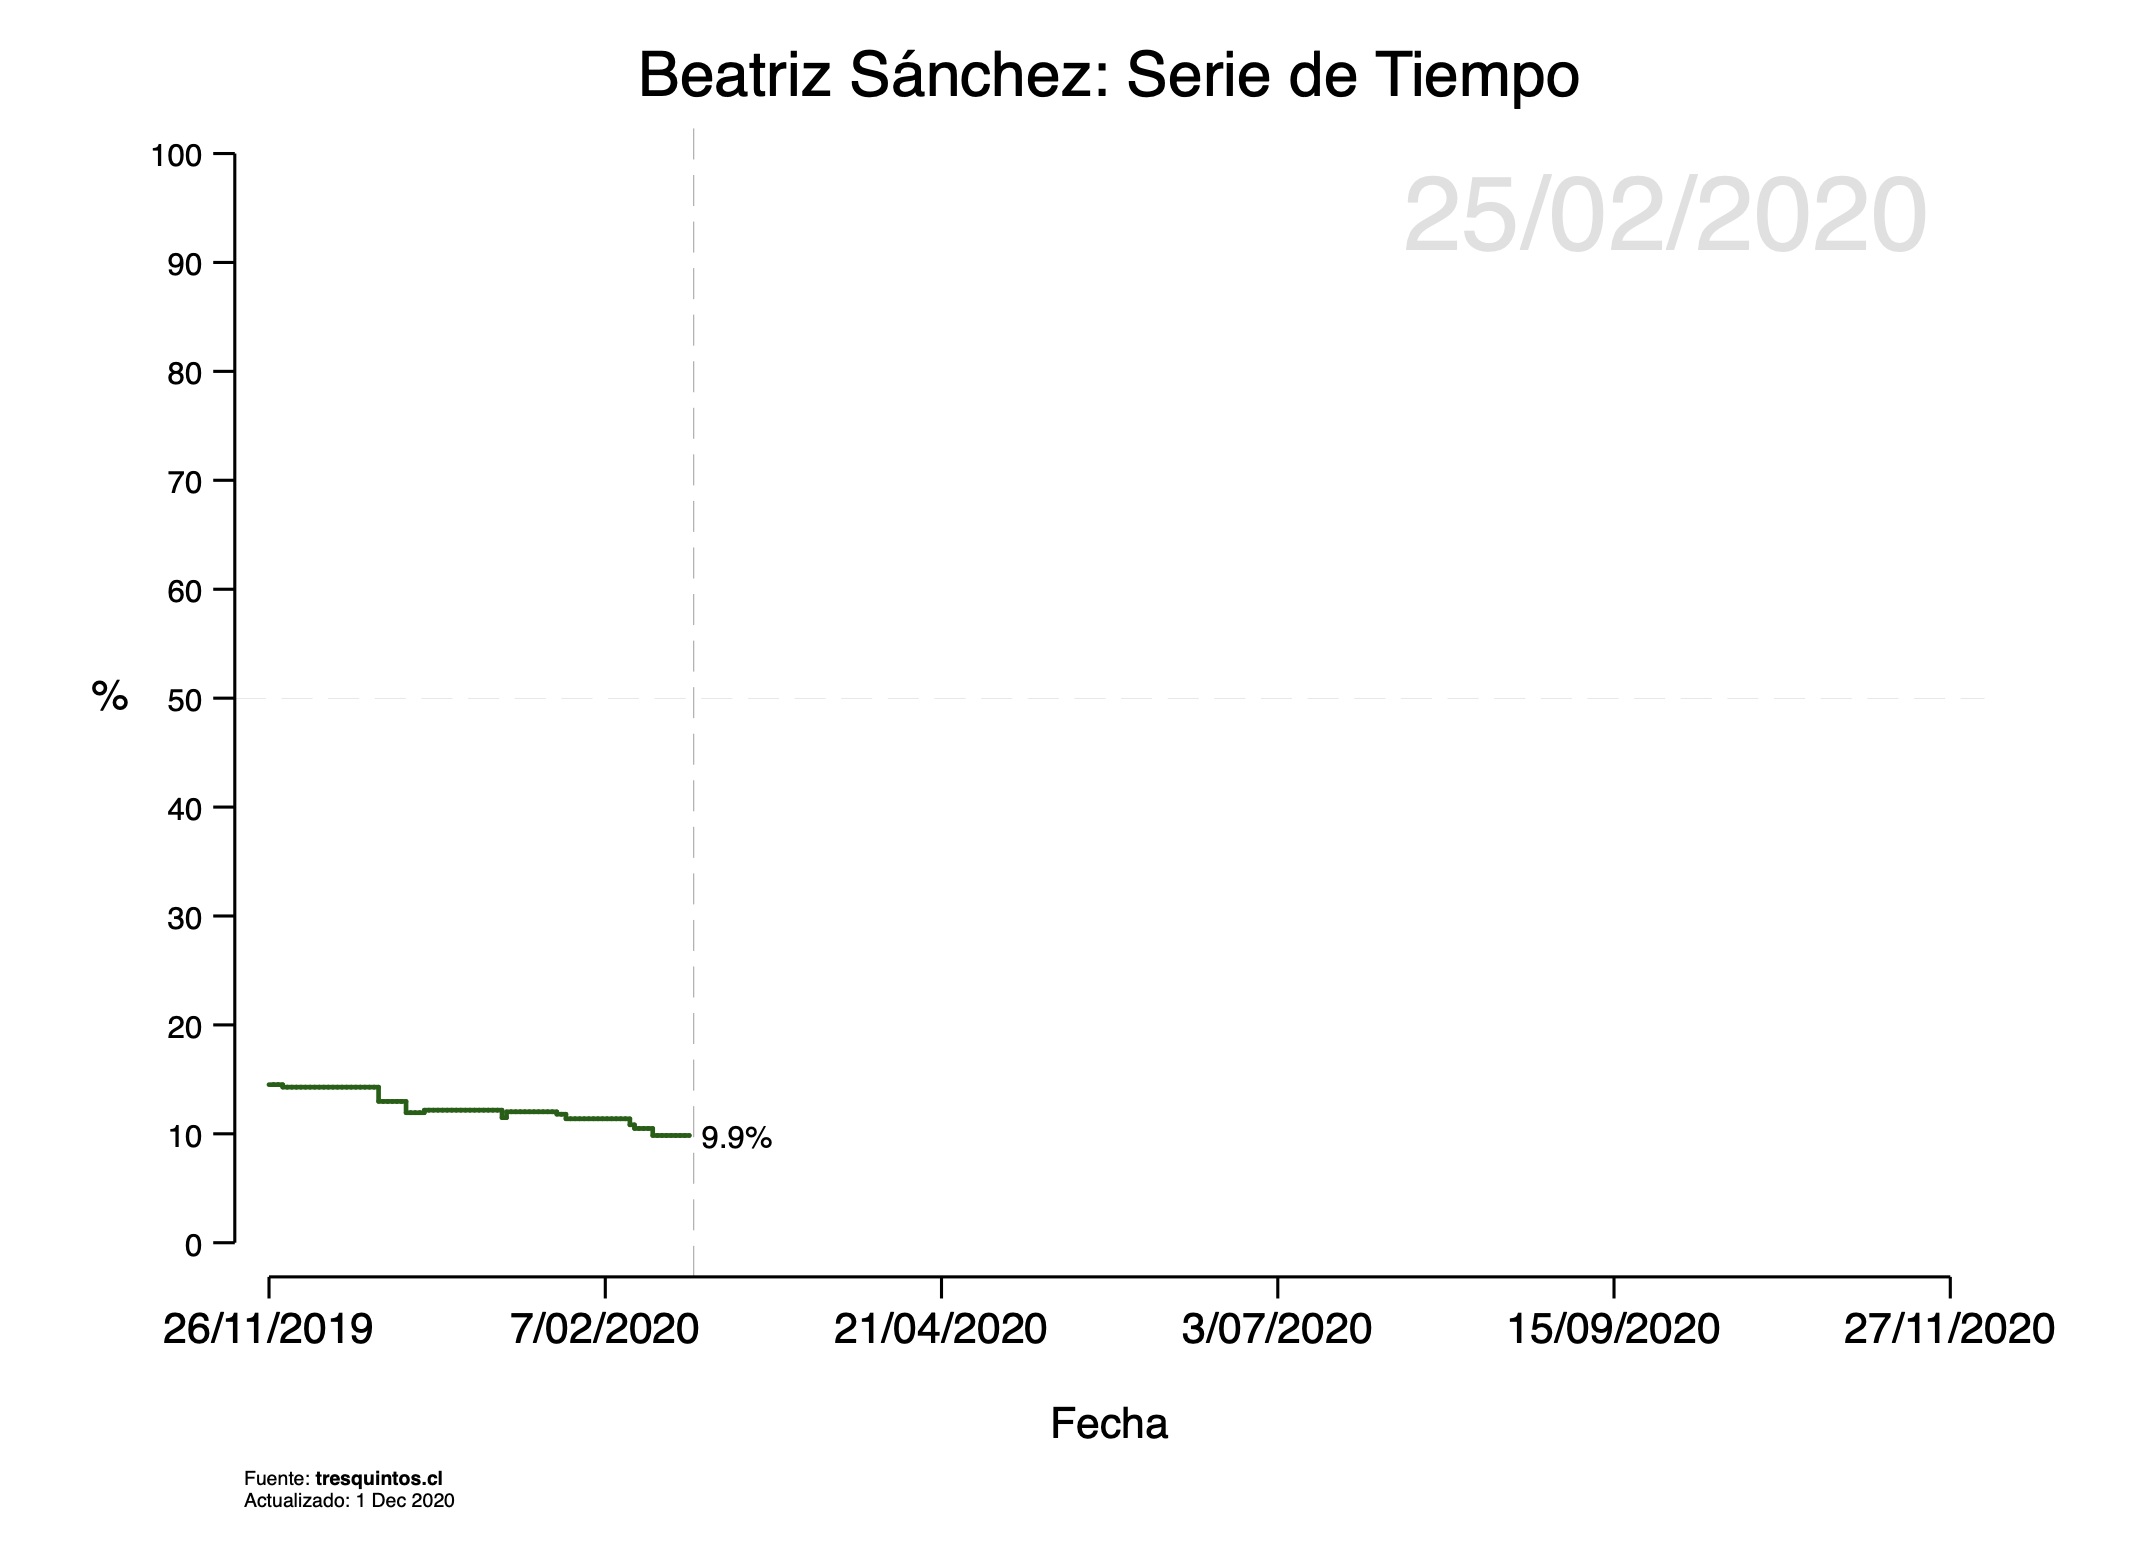 Beatriz Sánchez: Serie de Tiempo
25/02/2020
100
90
80
70
60
50
40
30
20
10
0
%
9.9%
26/11/2019 7/02/2020 21/04/2020 3/07/2020 15/09/2020 27/11/2020
Fecha
Fuente: tresquintos.cl
Actualizado: 1 Dec 2020